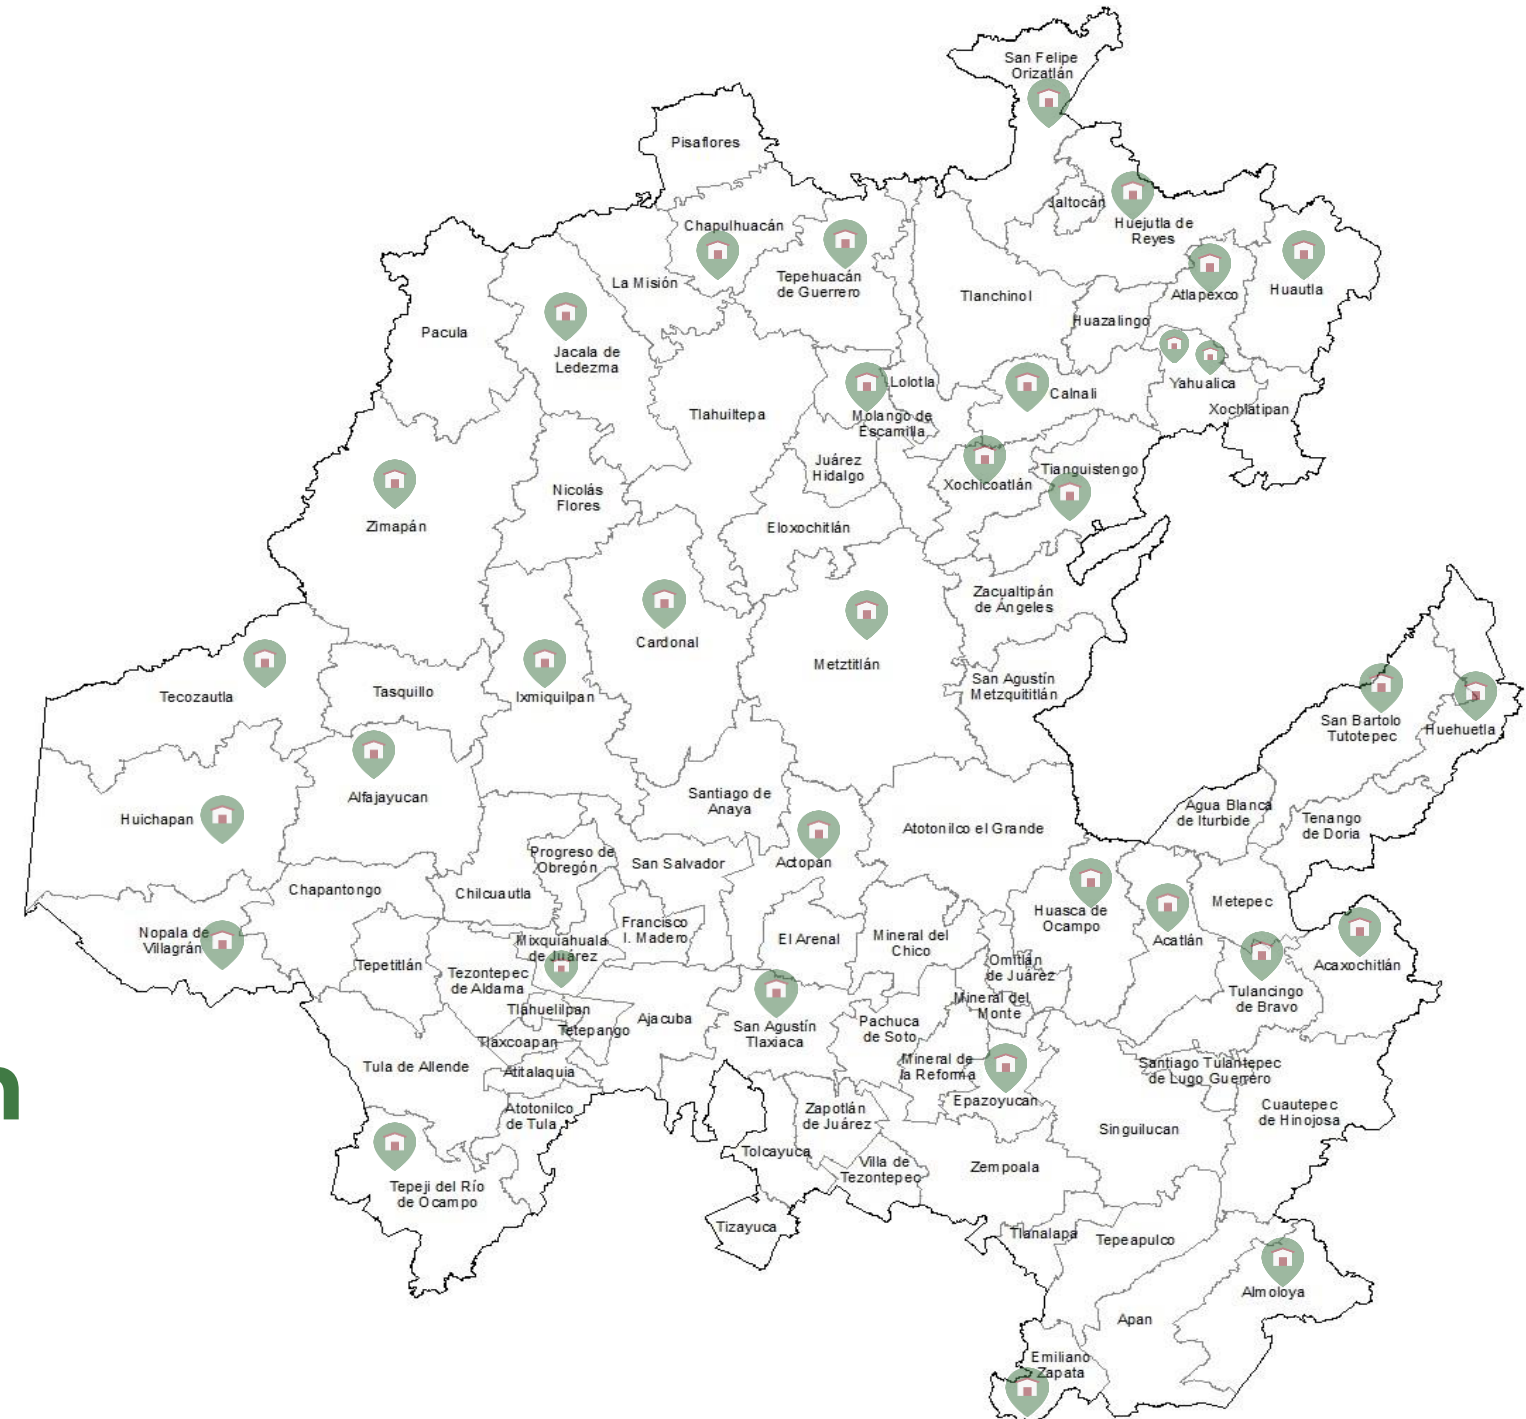 San Felipe
Orizatlán
Pisaflores
Jaltocán
Huejutla de
Reyes
Chapulhuacán
La Misión
Tepehuacán
de Guerrero
Tlanchinol
Atlapexco
Huautla
Huazalingo
Pacula
Jacala de
Ledezma
Lolotla
Calnali
Yahualica
Xochiatipan
Tlahuiltepa
Molango de
Escamilla
Juárez
Hidalgo
Xochicoatlán
Tianguistengo
Zimapán
Nicolás
Flores
Eloxochitlán
Zacualtipán
de Ángeles
Cardonal
Metztitlán
San Agustín
Metzquititlán
Tecozautla
Tasquillo
Ixmiquilpan
San Bartolo
Tutotepec
Huehuetla
Huichapan
Alfajayucan
Santiago de
Anaya
Atotonilco el Grande
Agua Blanca
de Iturbide
Tenango
de Doria
Progreso de
Obregón
San Salvador
Actopan
Chapantongo
Chilcuautla
Metepec
Huasca de
Ocampo
Acatlán
Nopala de
Villagrán
Francisco
I. Madero
El Arenal
Mineral del
Chico
Mixquiahuala
de Juárez
Tepetitlán
Tezontepec
de Aldama
Omitlán
de Juárez
Acaxochitlán
Tulancingo
de Bravo
Mineral del
Monte
Tlahuelilpan
Tetepango
Ajacuba
San Agustín
Tlaxiaca
Pachuca
de Soto
Tlaxcoapan
Tula de Allende
Atitalaquia
Mineral de
la Reforma
Epazoyucan
Santiago Tulantepec
de Lugo Guerrero
Cuautepec
de Hinojosa
Atotonilco
de Tula
Zapotlán
de Juárez
Singuilucan
Tolcayuca
Villa de
Tezontepec
Zempoala
Tepeji del Río
de Ocampo
Tizayuca
Tlanalapa
Tepeapulco
Almoloya
Apan
Emiliano
Zapata
n